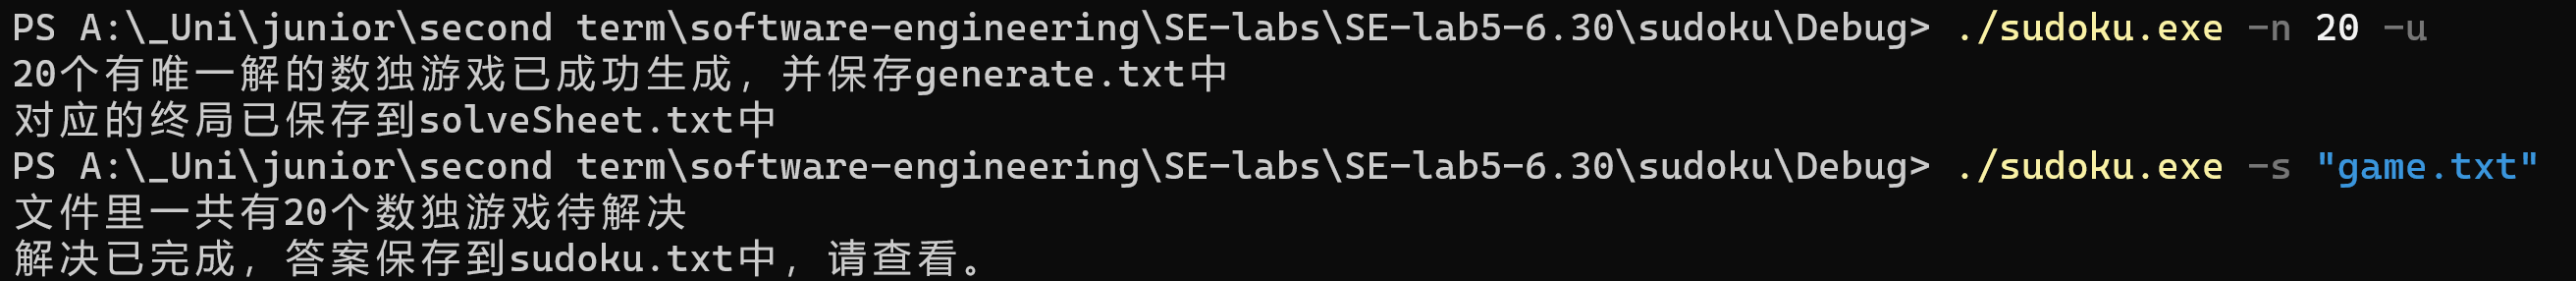 PS A:\_Uni\junior\second term\software-engineering\SE-labs\SE-lab5-6.30\sudoku\Debug> ./sudoku.exe -n 20 -u
20个有唯一解的数独游戏已成功生成，并保存generate.txt中
对应的终局已保存到solveSheet.txt中
PS A:\_Uni\junior\second term\software-engineering\SE-labs\SE-lab5-6.30\sudoku\Debug> ./sudoku.exe -s "game.txt"
文件里一共有20个数独游戏待解决
解决已完成，答案保存到sudoku.txt中，请查看。